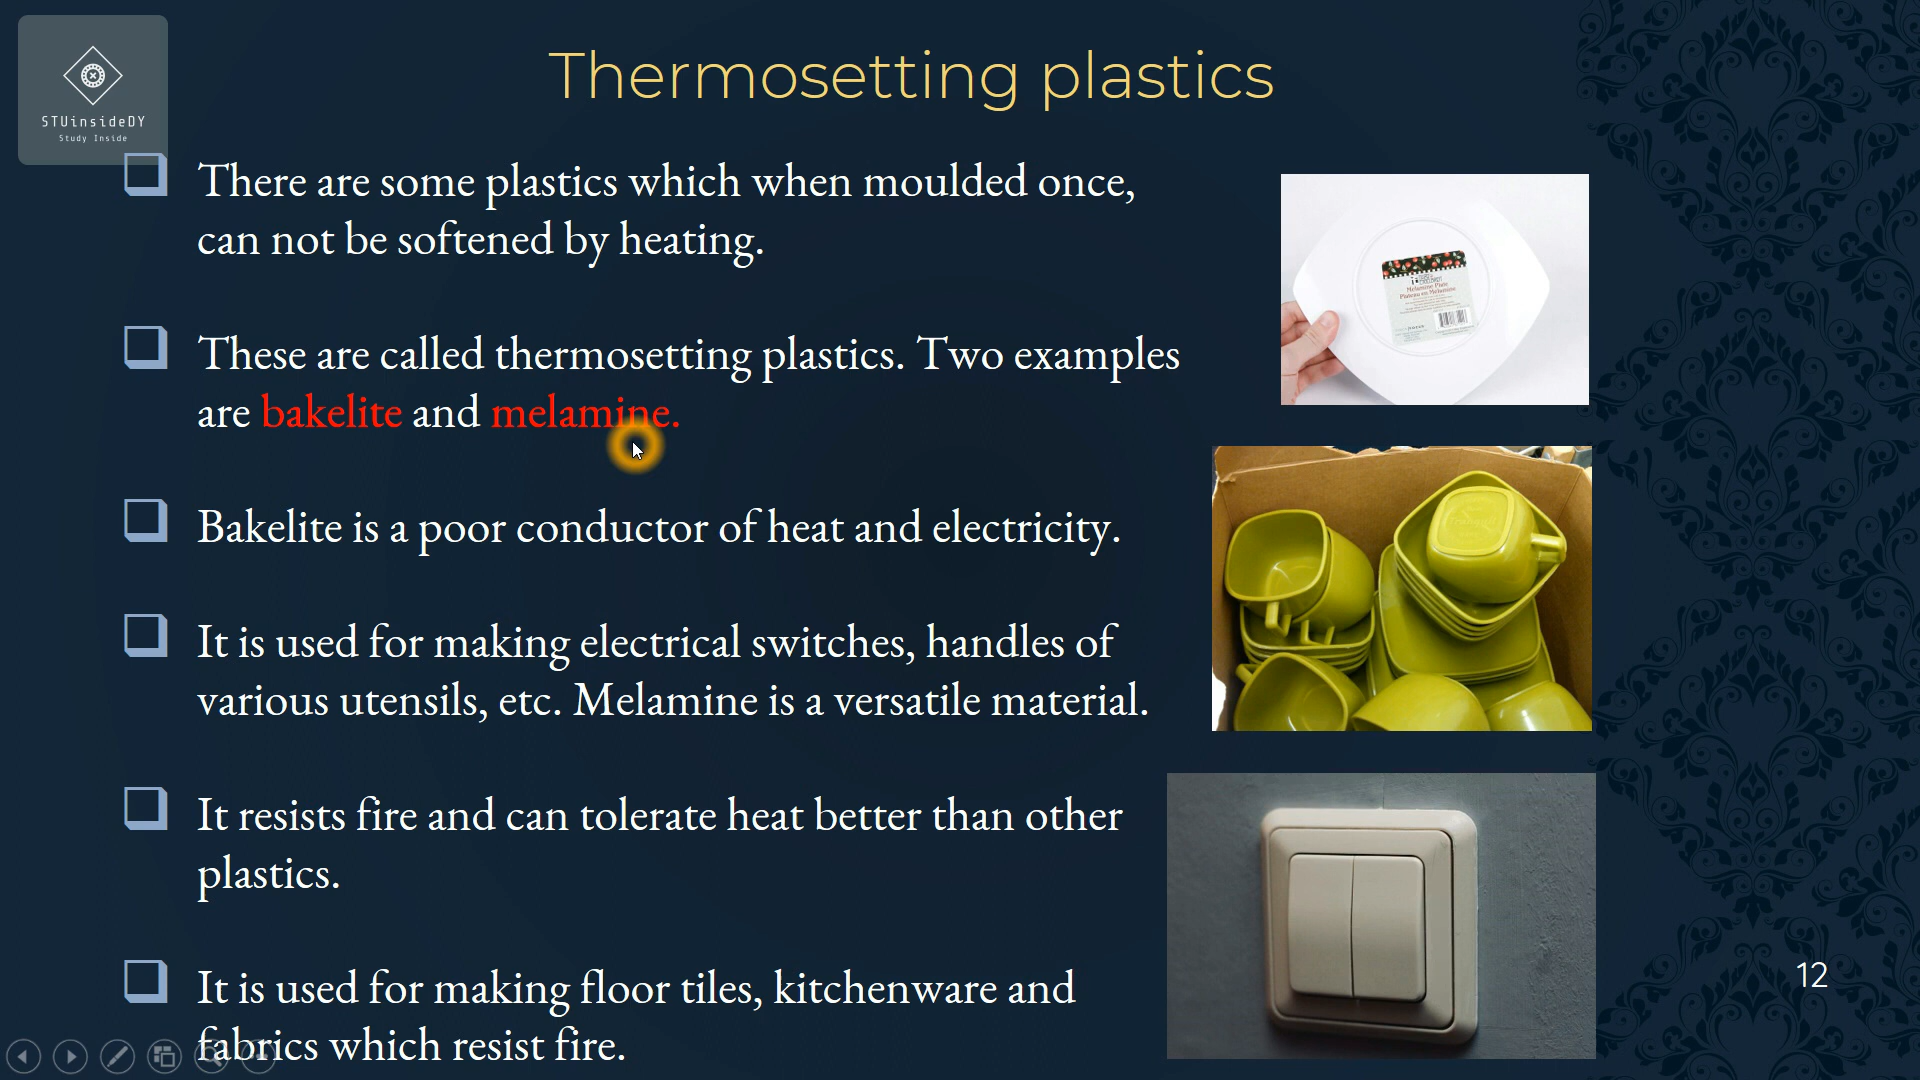 STUinsideDY
Study Inside
Thermosetting plastics
There are some plastics which when moulded once,
can not be softened by heating.
These are called thermosetting plastics. Two examples
are bakelite and melamine.
Bakelite is a poor conductor of heat and electricity.
It is used for making electrical switches, handles of
various utensils, etc. Melamine is a versatile material.
It resists fire and can tolerate heat better than other
plastics.
It is used for making floor tiles, kitchenware and
fabrics which resist fire.
Melamine Plate
12